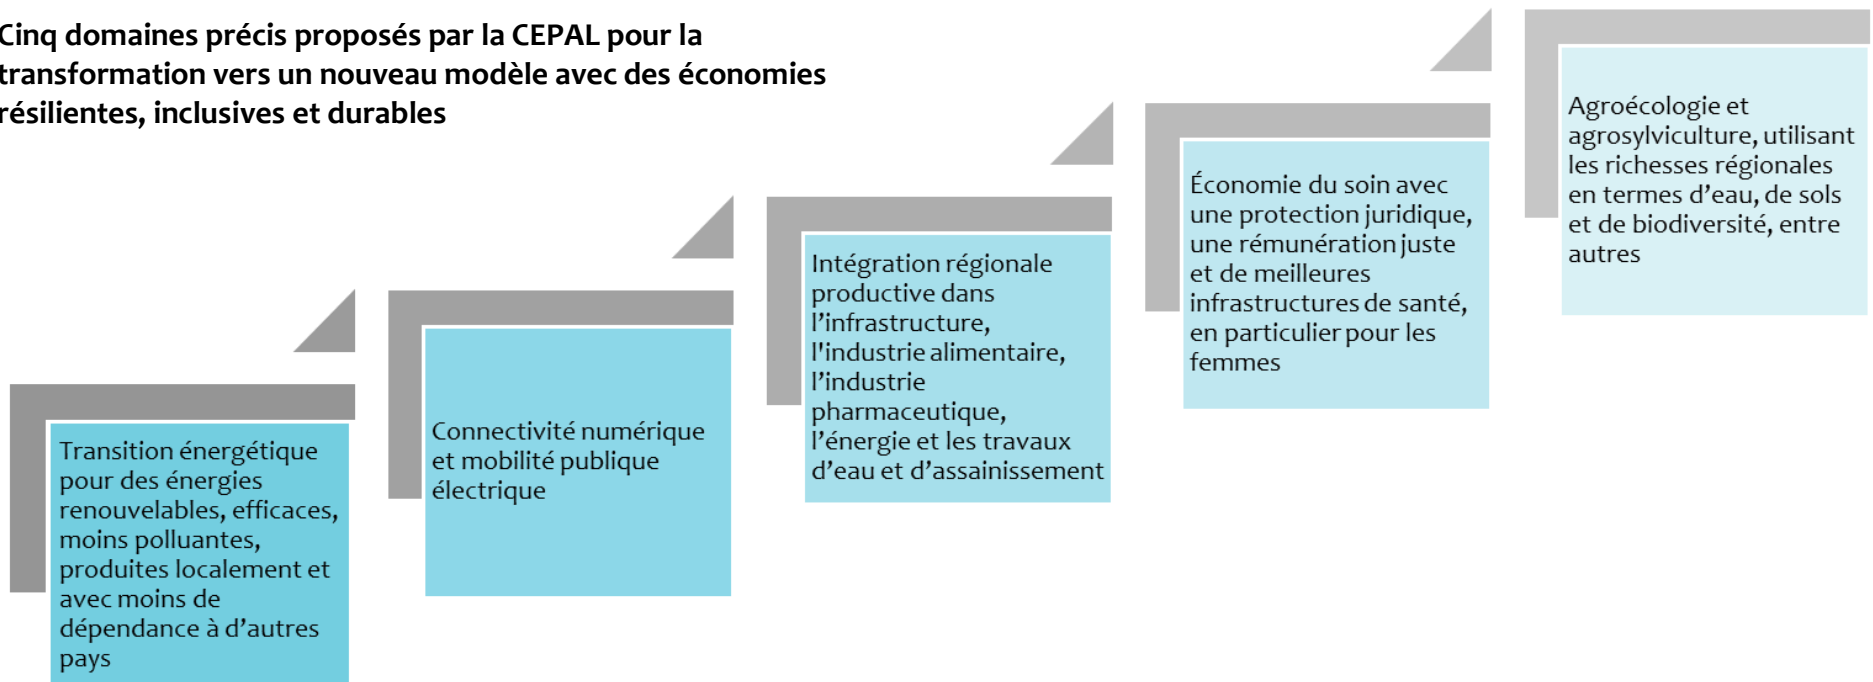 Cinq domaines précis proposés par la CEPAL pour la
transformation vers un nouveau modèle avec des économies
résilientes, inclusives et durables
Transition énergétique
pour des énergies
renouvelables, efficaces,
moins polluantes,
produites localement et
avec moins de
dépendance à d’autres
pays
Connectivité numérique
et mobilité publique
électrique
Intégration régionale
productive dans
l’infrastructure,
l'industrie alimentaire,
l’industrie
pharmaceutique,
l’énergie et les travaux
d’eau et d’assainissement
Économie du soin avec
une protection juridique,
une rémunération juste
et de meilleures
infrastructures de santé,
en particulier pour les
femmes
Agroécologie et
agrosylviculture, utilisant
les richesses régionales
en termes d’eau, de sols
et de biodiversité, entre
autres